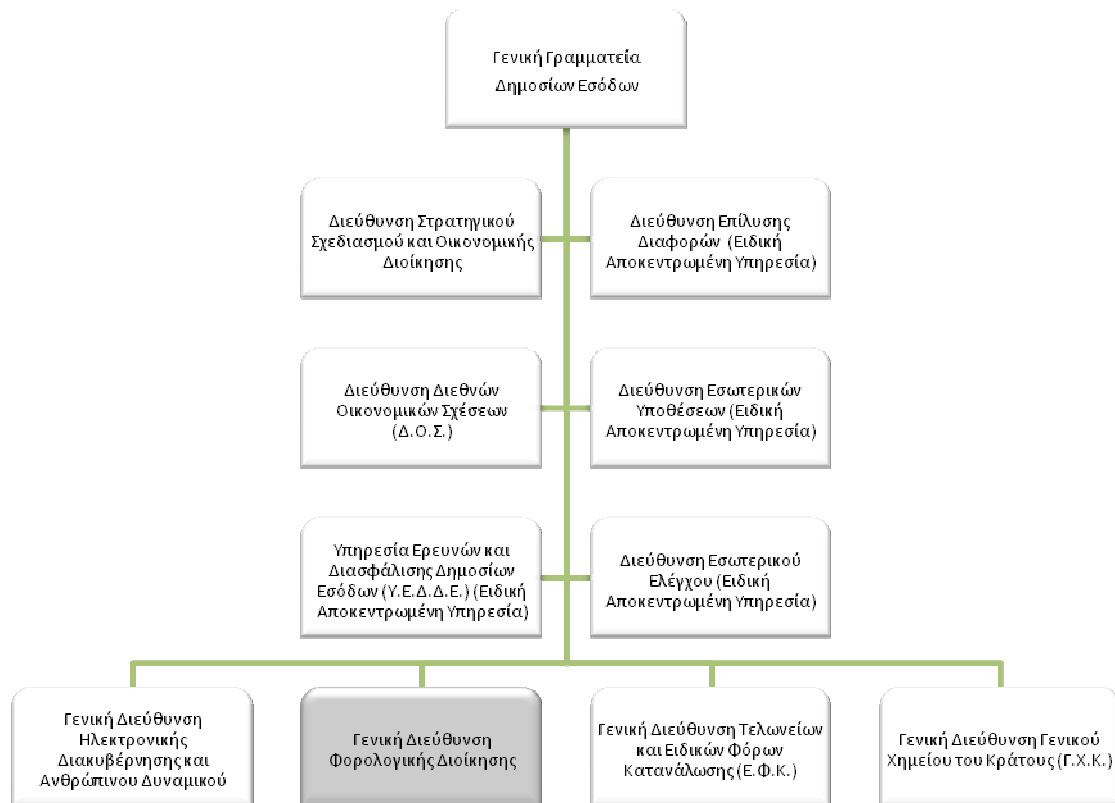 Γενική Γραμματεία
Δημοσίων Εσόδων
Διεύθυνση Στρατηγικού
Σχεδιασμού και Οικονομικής
Διοίκησης
Διεύθυνση Επίλυσης
Διαφορών (Ειδική
Αποκεντρωμένη Υπηρεσία)
Διεύθυνση Διεθνών
Οικονομικών Σχέσεων
(Δ.Ο.Σ.)
Διεύθυνση Εσωτερικών
Υποθέσεων (Ειδική
Αποκεντρωμένη Υπηρεσία)
Υπηρεσία Ερευνών και
Διασφάλισης Δημοσίων
Εσόδων (Υ.Ε.Δ.Δ.Ε.) (Ειδική
Αποκεντρωμένη Υπηρεσία)
Διεύθυνση Εσωτερικού
Ελέγχου (Ειδική
Αποκεντρωμένη Υπηρεσία)
Γενική Διεύθυνση
Ηλεκτρονικής
Διακυβέρνησης και
Ανθρώπινου Δυναμικού
Γενική Διεύθυνση
Φορολογικής Διοίκησης
Γενική Διεύθυνση Τελωνείων
και Ειδικών Φόρων
Κατανάλωσης (Ε.Φ.Κ.)
Γενική Διεύθυνση Γενικού
Χημείου του Κράτους (Γ.Χ.Κ.)